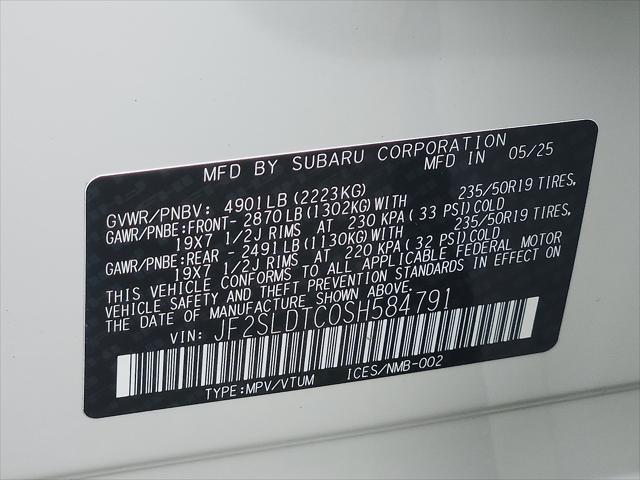 MFD BY SUBARU CORPORATION
MFD IN 05/25
GVWR/PNBV: 4901LB(2223KG)
GAWR/PNBE:FRONT- 2870LB(1302KG)WITH 235/50R19 TIRES,
19X7 1/2J RIMS AT 230 KPA(33 PSI)COLD
GAWR/PNBE:REAR - 2491LB(1130KG)WITH 235/50R19 TIRES,
19X7 1/2J RIMS AT 220 KPA(32 PSI)COLD
THIS VEHICLE CONFORMS TO ALL APPLICABLE FEDERAL MOTOR
VEHICLE SAFETY AND THEFT PREVENTION STANDARDS IN EFFECT ON
THE DATE OF MANUFACTURE SHOWN ABOVE.
VIN: JF2SLDTC0SH584791
TYPE:MPV/VTUM ICES/NMB-002